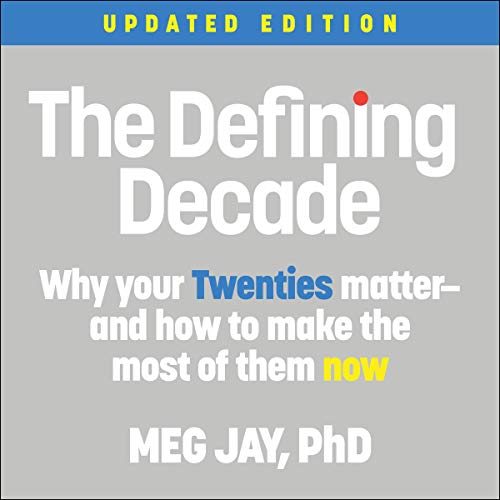 UPDATED EDITION
The Defining
Decade
Why your Twenties matter–
and how to make the
most of them now
MEG JAY, PhD